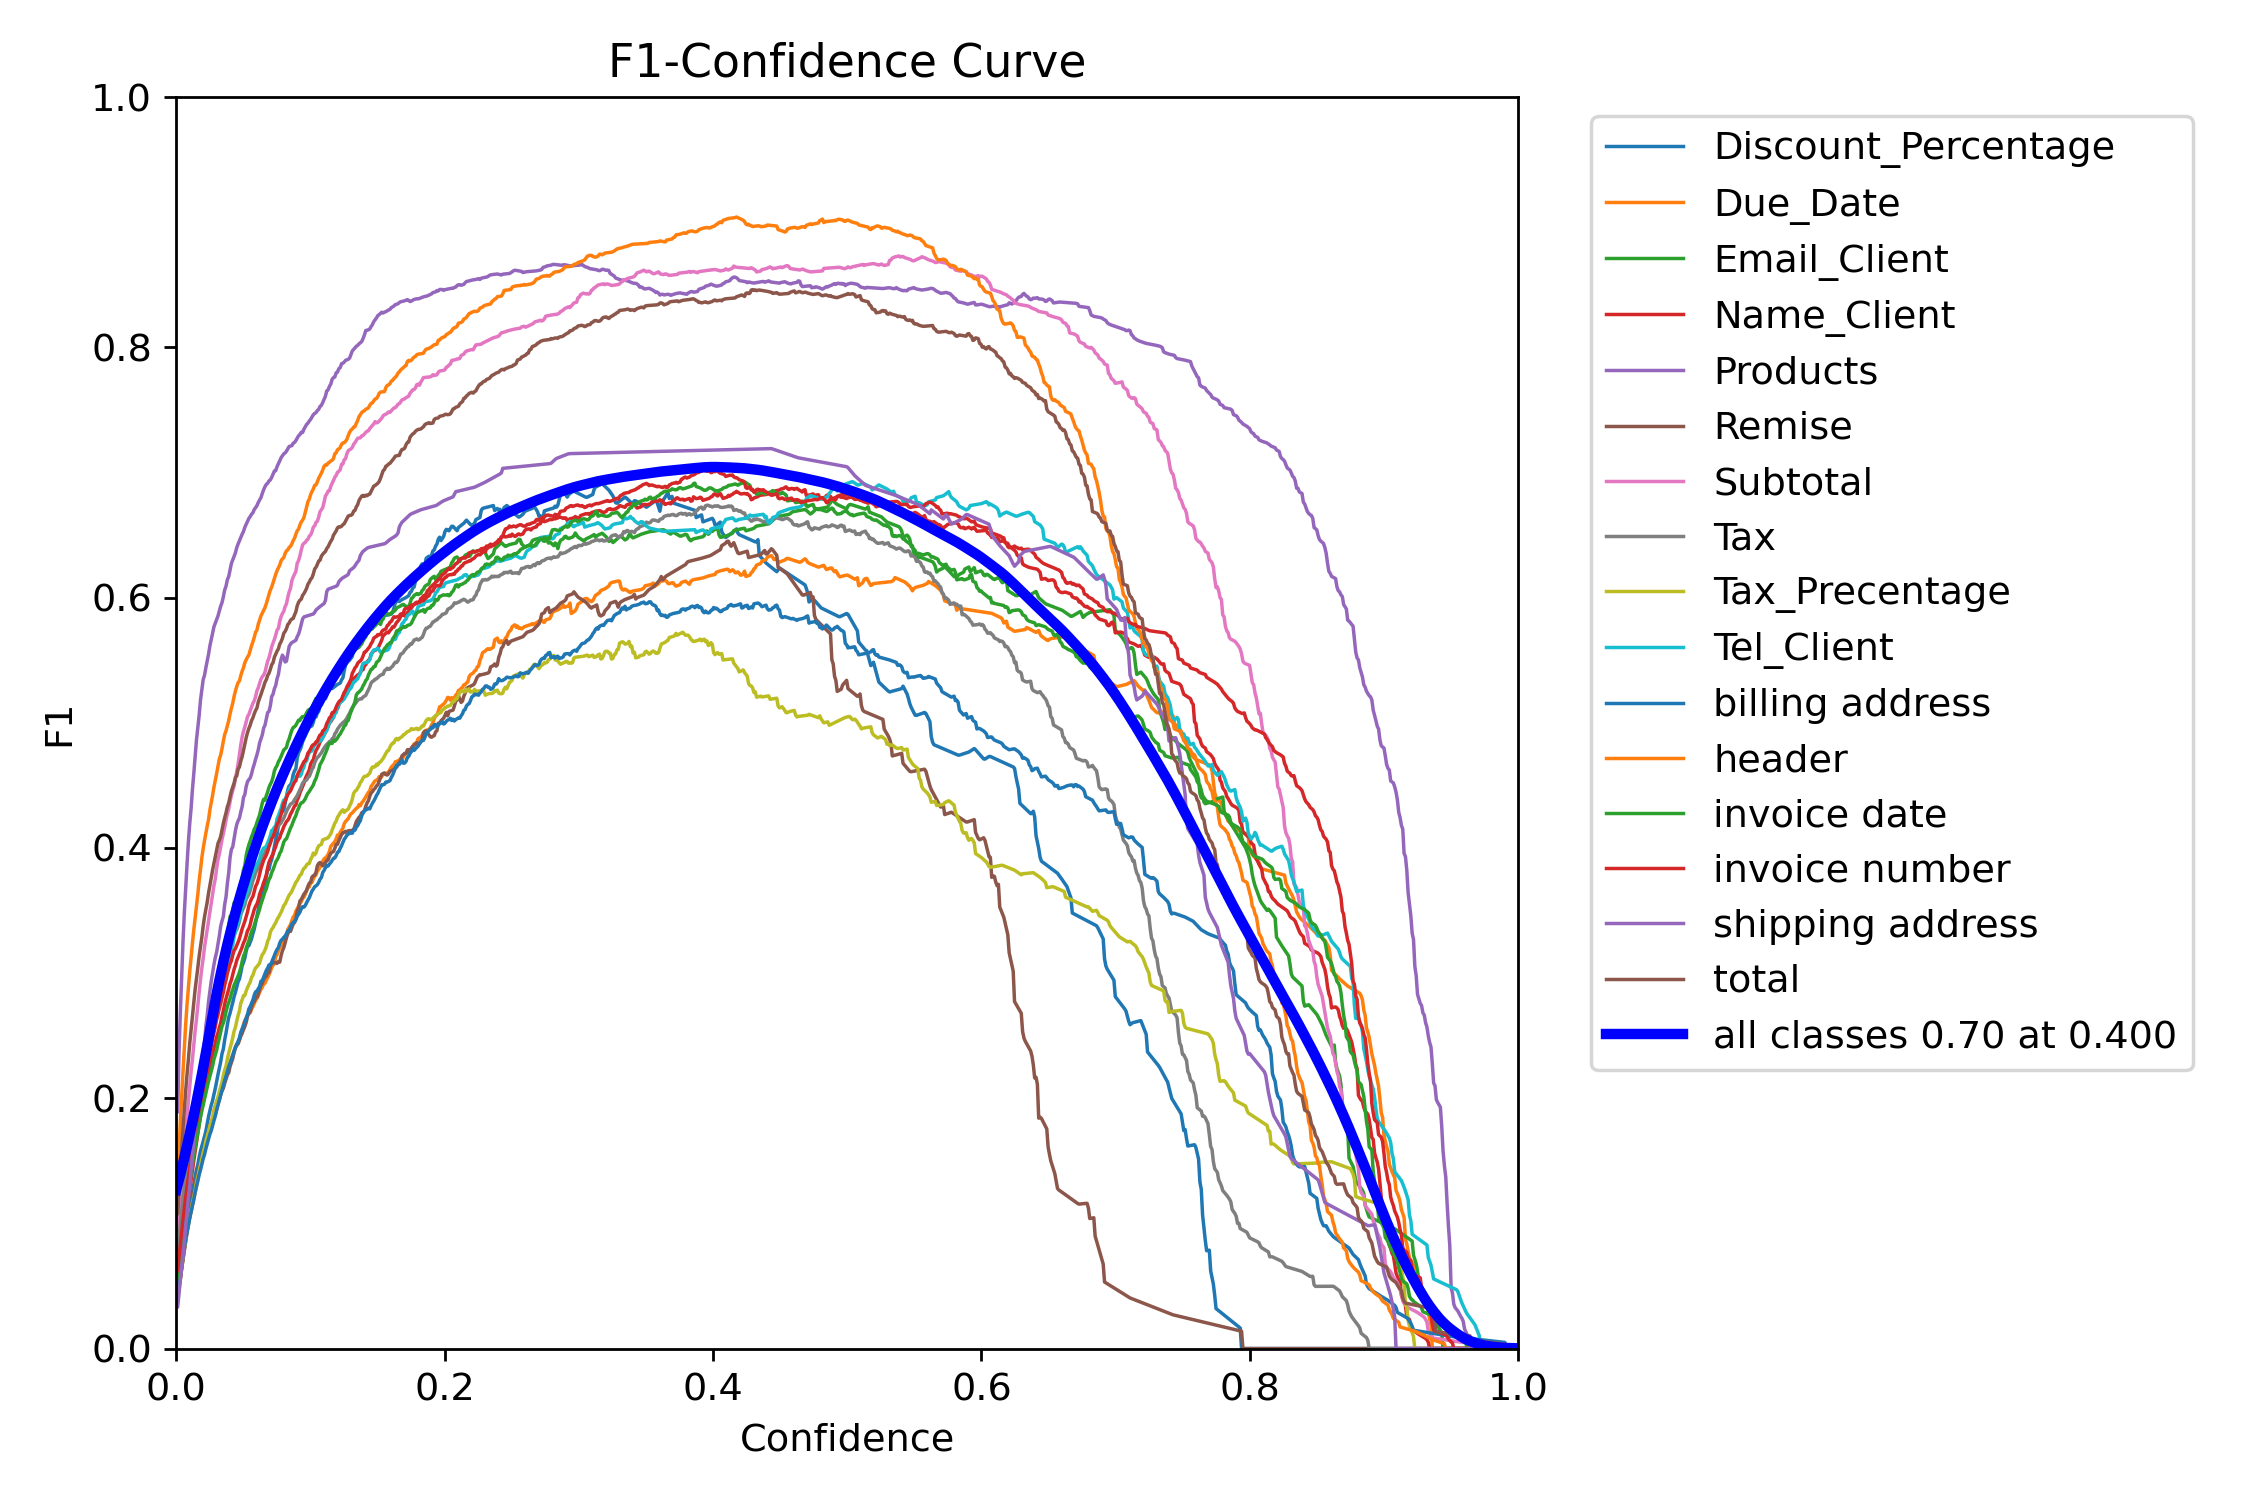 F1-Confidence Curve
1.0
0.8
0.6
0.4
0.2
0.0
F1
0.0 0.2 0.4 0.6 0.8 1.0
Confidence
Discount_Percentage
Due_Date
Email_Client
Name_Client
Products
Remise
Subtotal
Tax
Tax_Precentage
Tel_Client
billing address
header
invoice date
invoice number
shipping address
total
all classes 0.70 at 0.400